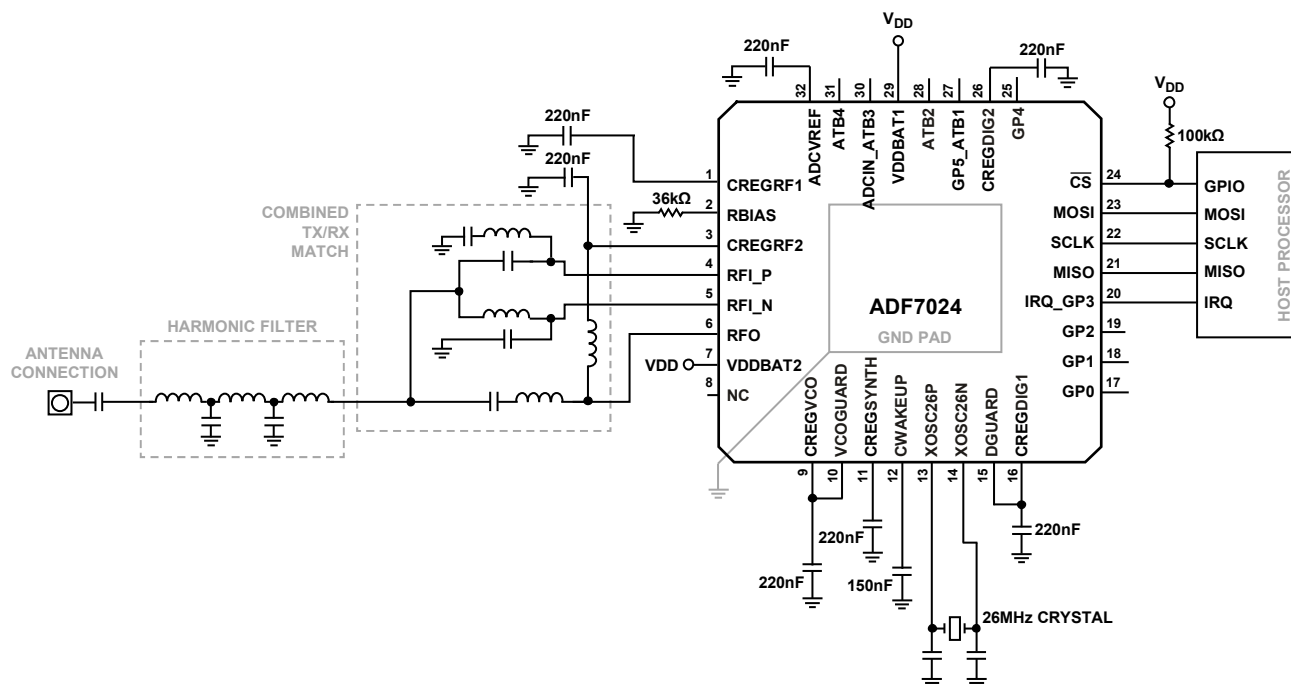 V_DD
220nF
220nF
32
31
30
29
28
27
26
25
ADCVREF
ATB4
ADCIN_ATB3
VDDBAT1
ATB2
GP5_ATB1
CREGDIG2
GP4
V_DD
100kΩ
220nF
220nF
36kΩ
COMBINED
TX/RX
MATCH
HARMONIC FILTER
ANTENNA
CONNECTION
1 CREGRF1
2 RBIAS
3 CREGRF2
4 RFI_P
5 RFI_N
6 RFO
VDD 7 VDDBAT2
8 NC
ADF7024
GND PAD
CS 24 GPIO
MOSI 23 MOSI
SCLK 22 SCLK
MISO 21 MISO
IRQ_GP3 20 IRQ
GP2 19
GP1 18
GP0 17
HOST PROCESSOR
CREGVCO
VCOGUARD
CREGSYNTH
CWAKEUP
XOSC26P
XOSC26N
DGUARD
CREGDIG1
9
10
11
12
13
14
15
16
220nF
220nF
220nF
150nF
26MHz CRYSTAL